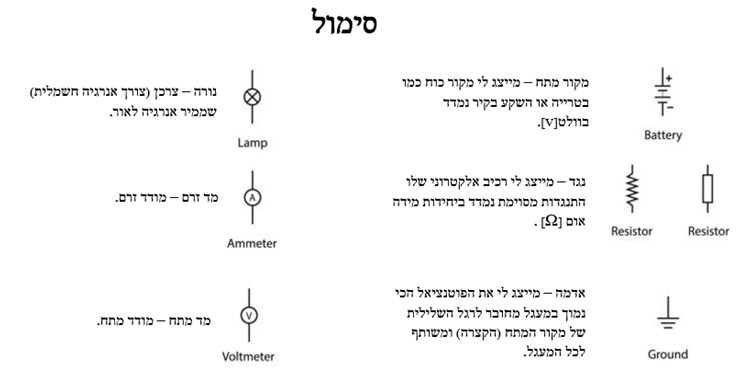 סימול
מקור מתח – מייצג לי מקור כוח כמו
בטרייה או השקע בקיר נמדד
בוולט[V].
+
−
Battery
נגד – מייצג לי רכיב אלקטרוני שלו
התנגדות מסוימת נמדד ביחידות מידה
אום [Ω] .
Resistor
Resistor
אדמה – מייצג לי את הפוטנציאל הכי
נמוך במעגל מחובר לרגל השלילית
של מקור המתח (הקצרה) ומשותף
לכל המעגל.
Ground
נורה – צרכן (צורך אנרגיה חשמלית)
שממיר אנרגיה לאור.
Lamp
מד זרם – מודד זרם.
A
Ammeter
מד מתח – מודד מתח.
V
Voltmeter